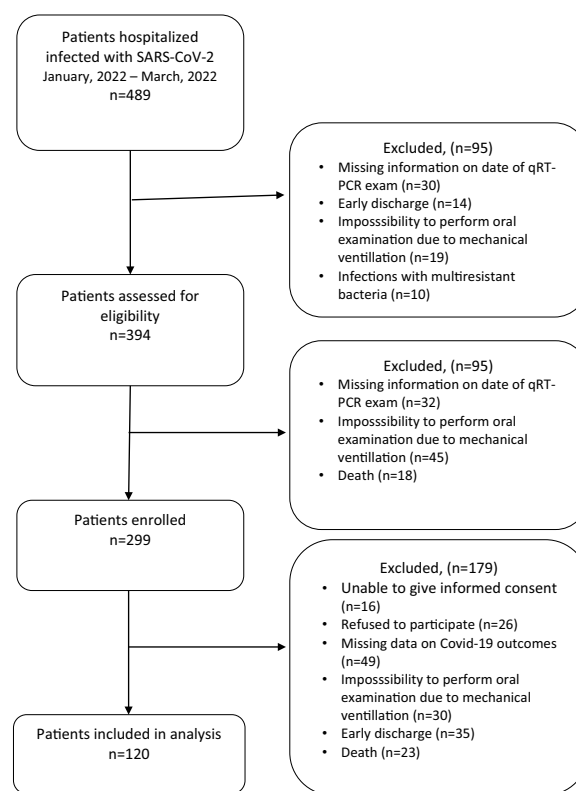 Patients hospitalized
infected with SARS-CoV-2
January, 2022 – March, 2022
n=489
Excluded, (n=95)
• Missing information on date of qRT-
PCR exam (n=30)
• Early discharge (n=14)
• Imposssibility to perform oral
examination due to mechanical
ventillation (n=19)
• Infections with multiresistant
bacteria (n=10)
Patients assessed for
eligibility
n=394
Excluded, (n=95)
• Missing information on date of qRT-
PCR exam (n=32)
• Imposssibility to perform oral
examination due to mechanical
ventillation (n=45)
• Death (n=18)
Patients enrolled
n=299
Excluded, (n=179)
• Unable to give informed consent
(n=16)
• Refused to participate (n=26)
• Missing data on Covid-19 outcomes
(n=49)
• Imposssibility to perform oral
examination due to mechanical
ventillation (n=30)
• Early discharge (n=35)
• Death (n=23)
Patients included in analysis
n=120